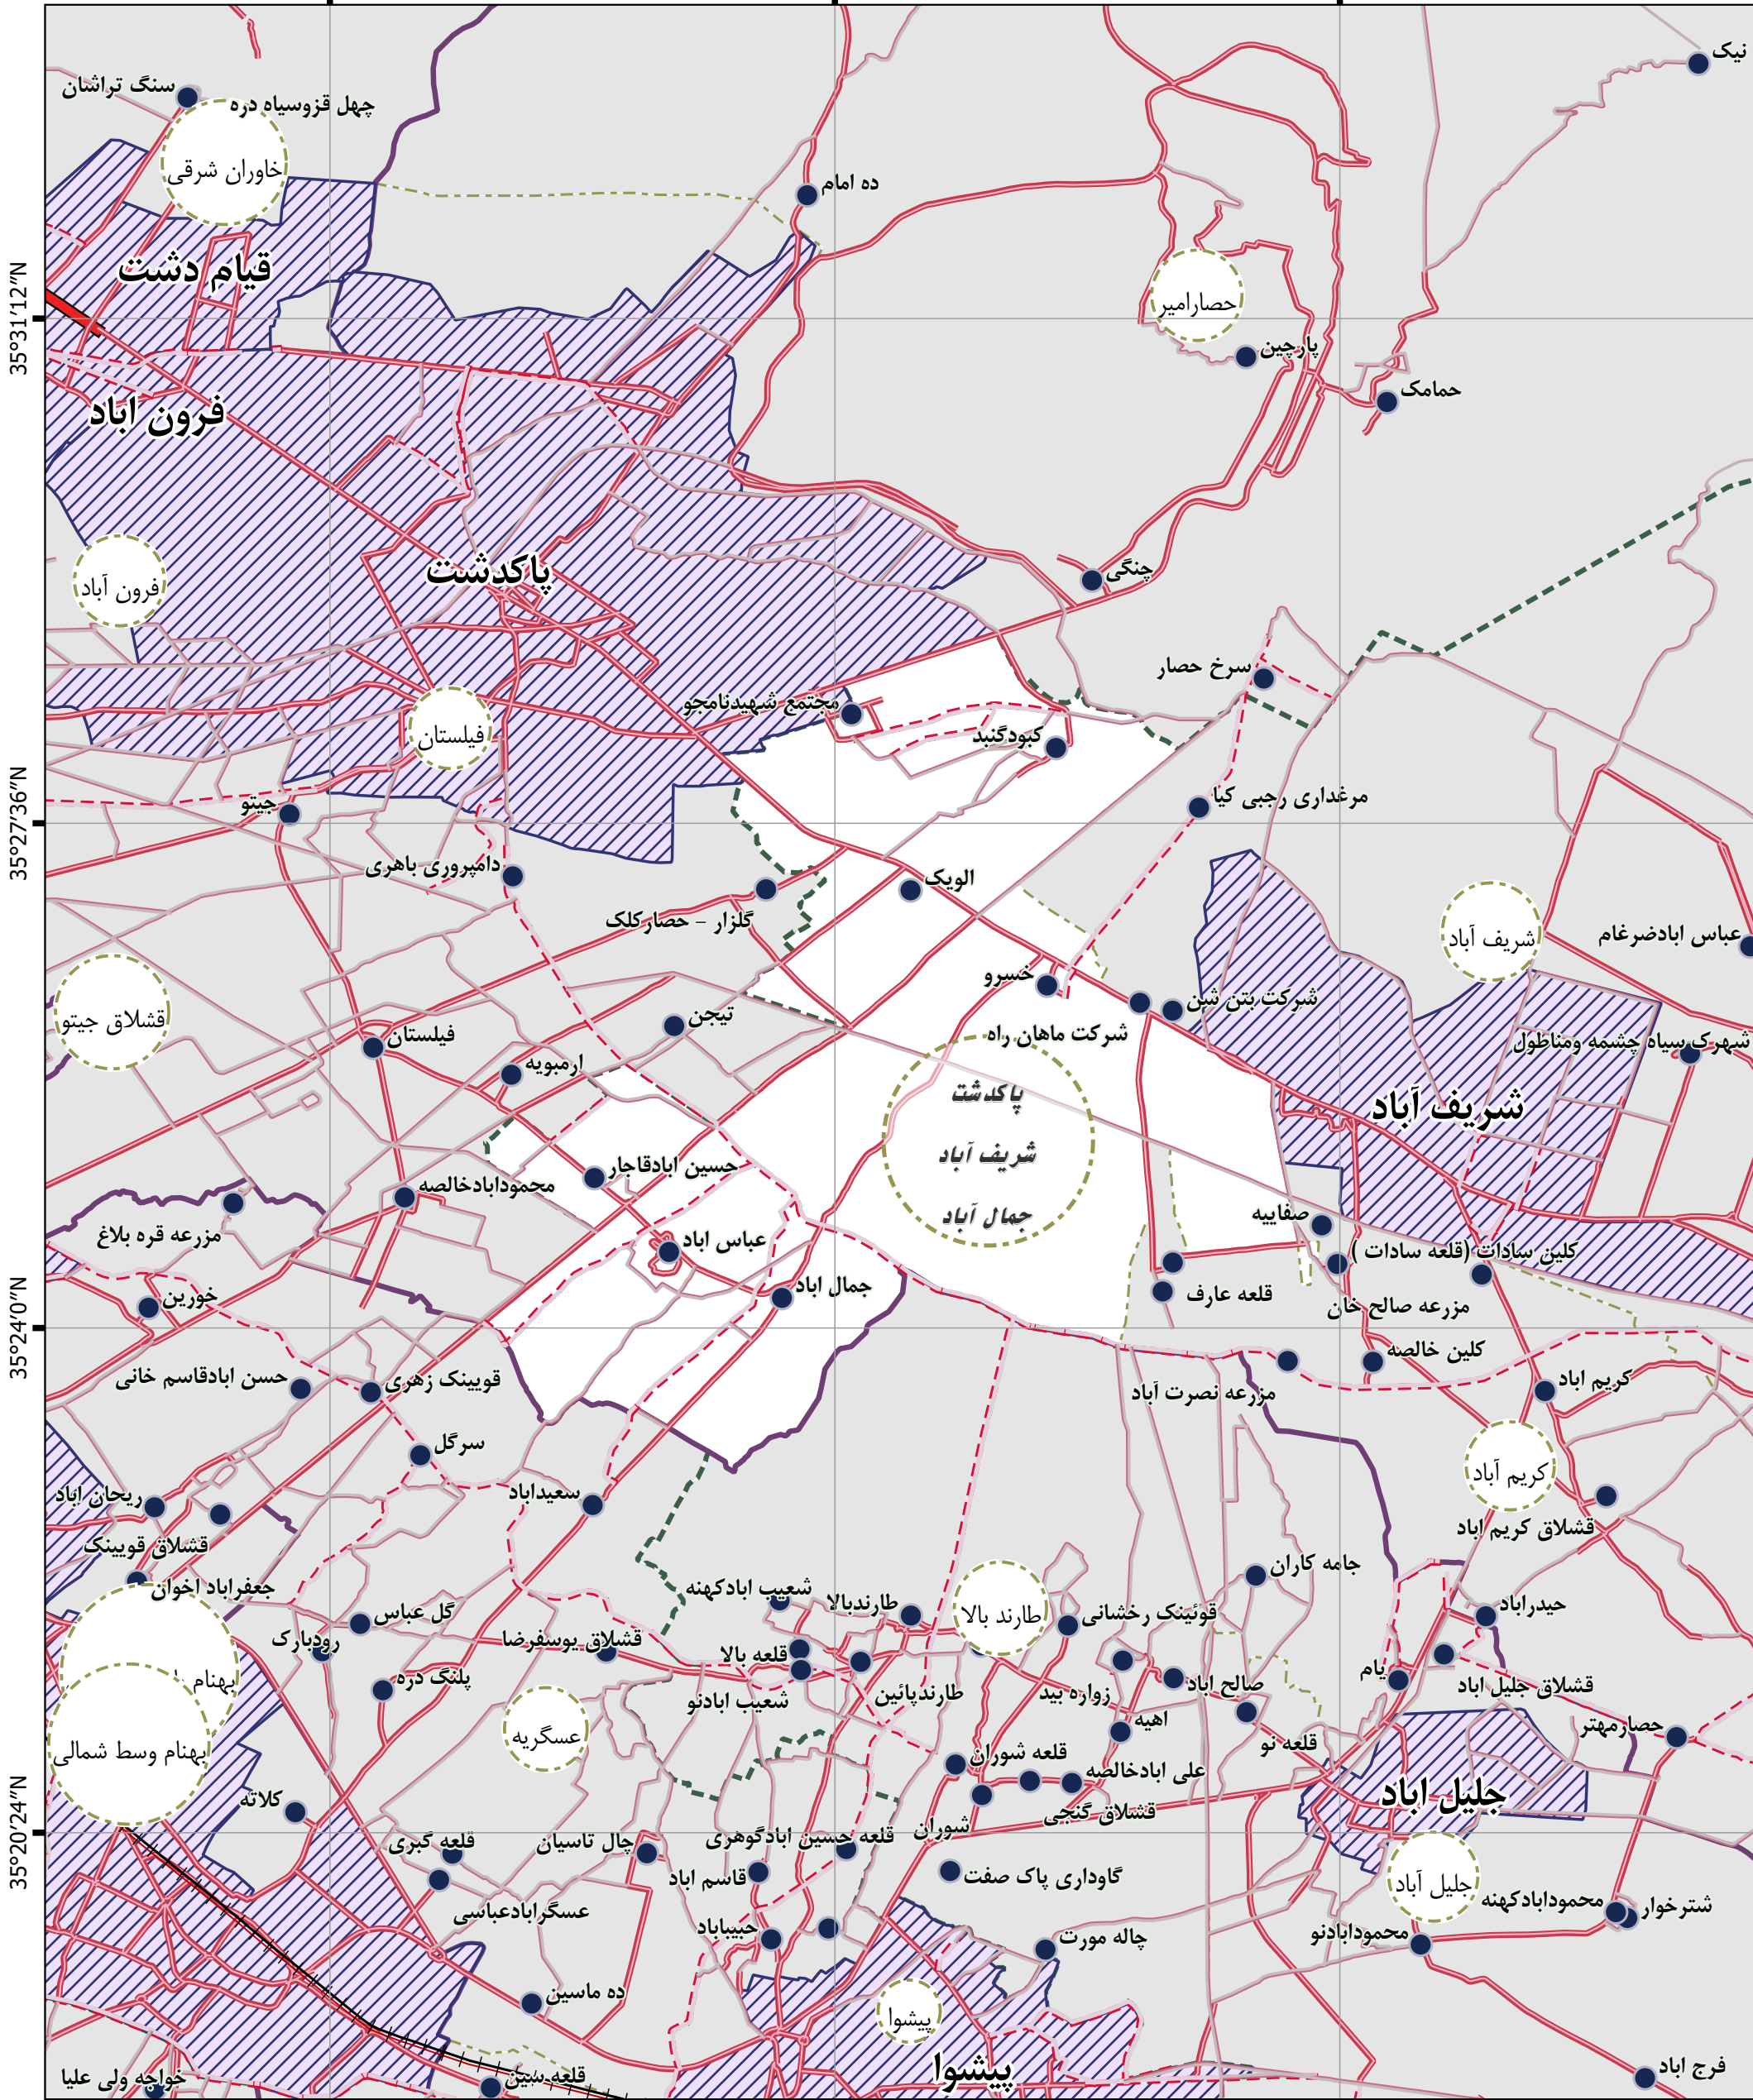 نیک
سنگ تراشان
چهل قزوسیاه دره
خاوران شرقی
ده امام
قیام دشت
حصارامیر
35°31'12"N
پارچین
حمامک
فرون اباد
چنگی
پاکدشت
فرون آباد
سرخ حصار
مجتمع شهیدنامجو
کبودگنبد
فیلستان
مرغداری رجبی کیا
جیتو
35°27'36"N
دامپروری باهری
الویک
گلزار - حصارکلک
شریف آباد
عباس ابادضرغام
خسرو
شرکت بتن شن
قشلاق جیتو
تیجن
شرکت ماهان راه
فیلستان
شهرک سیاه چشمه ومناطول
ارمبویه
پاکدشت
شریف آباد
جمال آباد
شریف آباد
حسین ابادقاجار
محمودابادخالصه
صفاییه
مزرعه قره بلاغ
عباس اباد
کلین سادات (قلعه سادات )
خورین
جمال اباد
قلعه عارف
مزرعه صالح خان
35°24'0"N
کلین خالصه
حسن ابادقاسم خانی
قویینک زهری
مزرعه نصرت آباد
کریم اباد
سرگل
کریم آباد
ریحان اباد
سعیداباد
قشلاق کریم اباد
قشلاق قویینک
جعفراباد اخوان
شعیب ابادکهنه
جامه کاران
طارندبالا
طارند بالا
قوئینک رخشانی
حیدراباد
گل عباس
رودبارک
قشلاق یوسفرضا
قلعه بالا
بهنام
پلنگ دره
شعیب ابادنو
طارندپائین
زواره بید
صالح اباد
یام
قشلاق جلیل اباد
عسگریه
اهیه
قلعه نو
حصارمهتر
بهنام وسط شمالی
قلعه شوران
علی ابادخالصه
جلیل اباد
کلاته
قشلاق گنجی
شوران
35°20'24"N
قلعه گبری
چال تاسیان
قلعه حسین ابادگوهری
قاسم اباد
گاوداری پاک صفت
جلیل آباد
عسگرابادعباسی
محمودابادکهنه
شترخوار
حبیباباد
چاله مورت
محمودابادنو
ده ماسین
پیشوا
پیشوا
خواجه ولی علیا
قلعه سین
فرج اباد